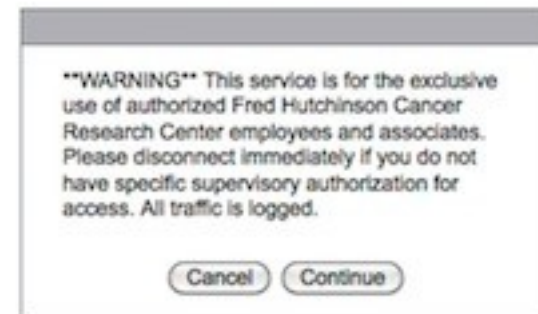 **WARNING** This service is for the exclusive
use of authorized Fred Hutchinson Cancer
Research Center employees and associates.
Please disconnect immediately if you do not
have specific supervisory authorization for
access. All traffic is logged.
Cancel Continue